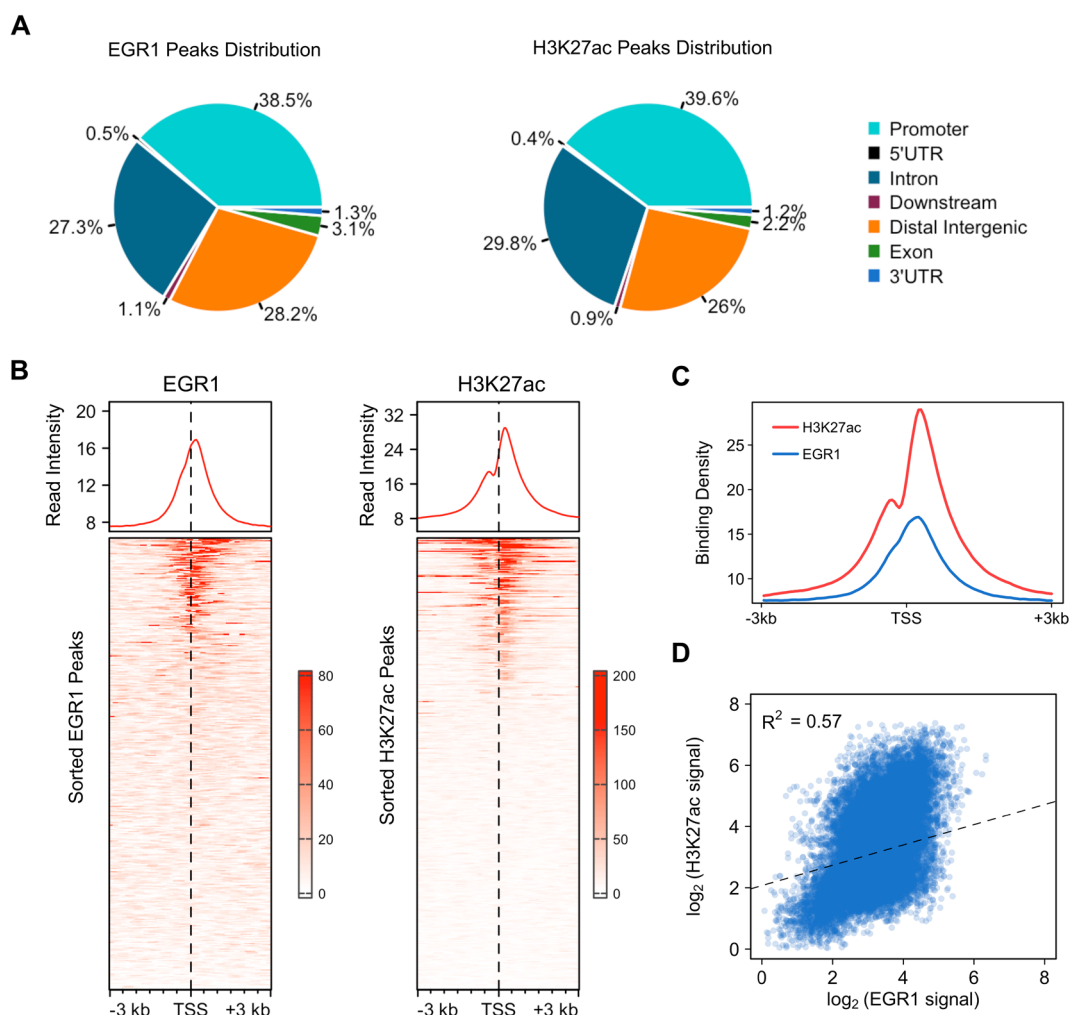 A
EGR1 Peaks Distribution
38.5%
0.5%
27.3%
1.1%
28.2%
3.1%
1.3%
H3K27ac Peaks Distribution
39.6%
0.4%
29.8%
0.9%
26%
2.2%
1.2%
Promoter
5'UTR
Intron
Downstream
Distal Intergenic
Exon
3'UTR
B
EGR1
Read Intensity
20
16
12
8
Sorted EGR1 Peaks
-3 kb TSS +3 kb
80
60
40
20
0
H3K27ac
Read Intensity
32
24
16
8
Sorted H3K27ac Peaks
-3 kb TSS +3 kb
200
150
100
50
0
C
H3K27ac
EGR1
Binding Density
25
20
15
10
-3kb TSS +3kb
D
R² = 0.57
log₂ (H3K27ac signal)
8
6
4
2
0
0 2 4 6 8
log₂ (EGR1 signal)